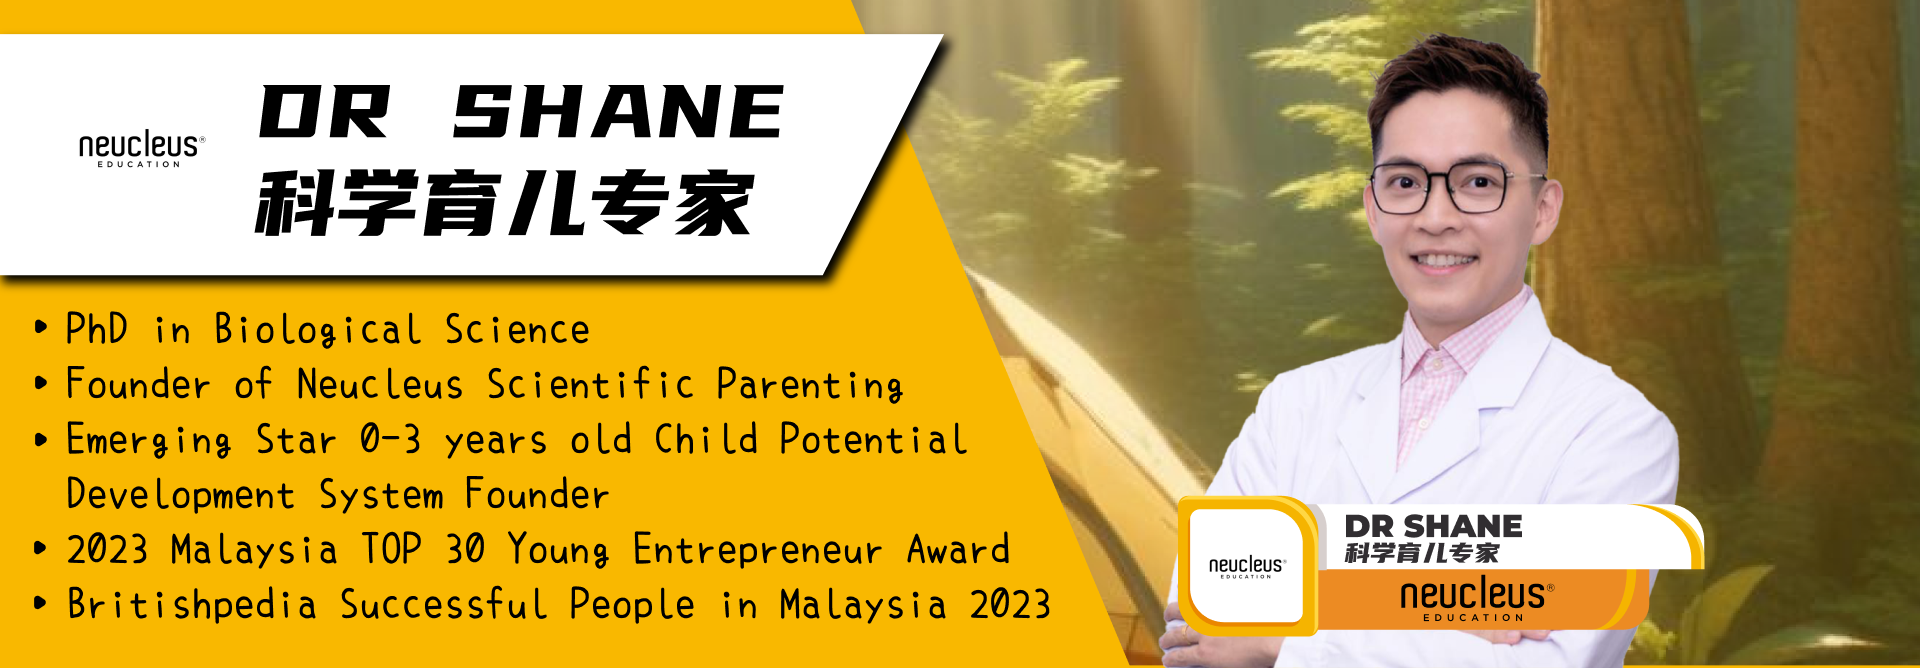 neucleus®
EDUCATION
DR SHANE
科学育儿专家
• PhD in Biological Science
• Founder of Neucleus Scientific Parenting
• Emerging Star 0-3 years old Child Potential
Development System Founder
• 2023 Malaysia TOP 30 Young Entrepreneur Award
• Britishpedia Successful People in Malaysia 2023
neucleus®
EDUCATION
DR SHANE
科学育儿专家
neucleus®
EDUCATION